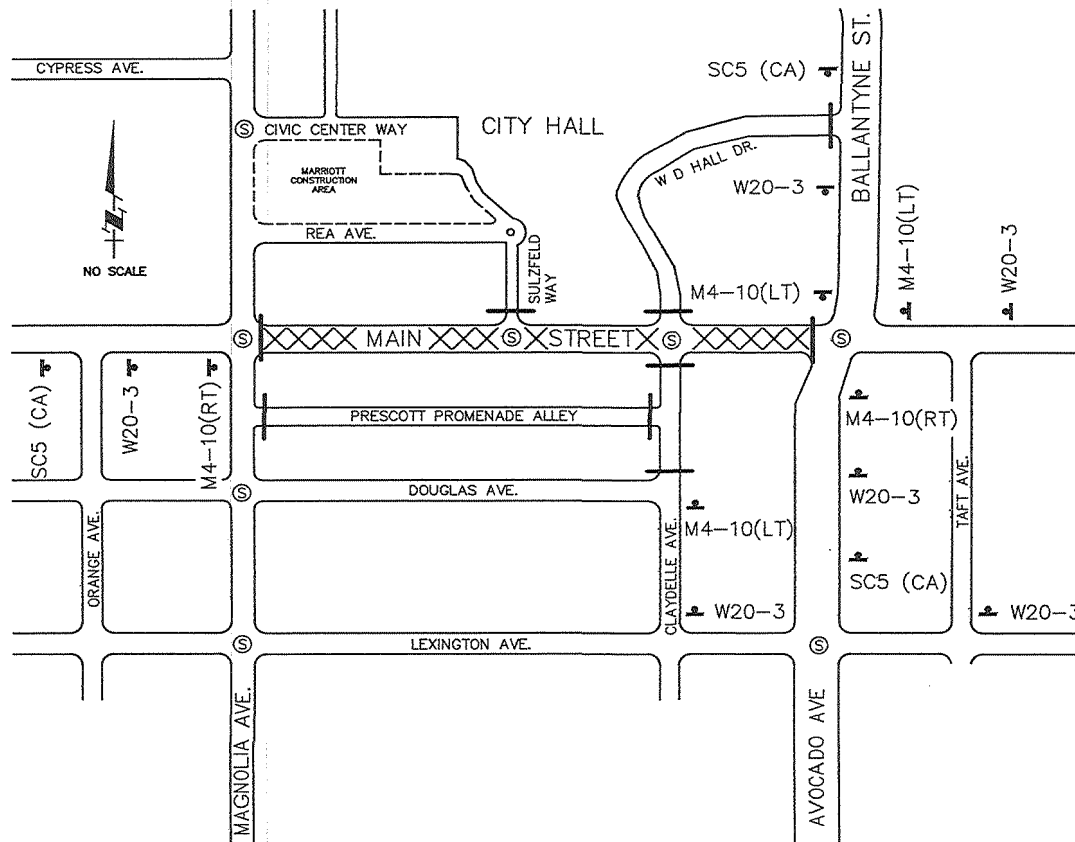 BALLANTYNE ST.
CYPRESS AVE.
SC5 (CA)
Ⓢ CIVIC CENTER WAY
CITY HALL
W D HALL DR.
MARRIOTT
CONSTRUCTION
AREA
W20-3
M4-10(LT)
W20-3
REA AVE.
SULZFELD
WAY
N
NO SCALE
M4-10(LT)
Ⓢ
MAIN
Ⓢ
STREET
Ⓢ
Ⓢ
SC5 (CA)
W20-3
M4-10(RT)
PRESCOTT PROMENADE ALLEY
M4-10(RT)
Ⓢ
DOUGLAS AVE.
W20-3
TAFT AVE.
ORANGE AVE.
CLAYDELLE AVE.
M4-10(LT)
SC5 (CA)
W20-3
W20-3
Ⓢ
LEXINGTON AVE.
Ⓢ
MAGNOLIA AVE.
AVOCADO AVE